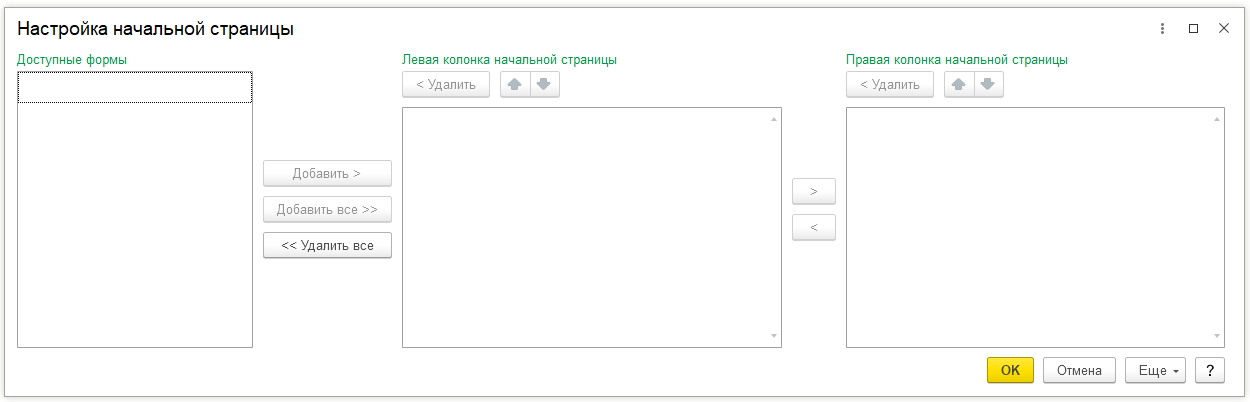 Настройка начальной страницы
Доступные формы
Левая колонка начальной страницы
Правая колонка начальной страницы
< Удалить
< Удалить
Добавить >
Добавить все >>
<< Удалить все
>
<
OK
Отмена
Еще
?